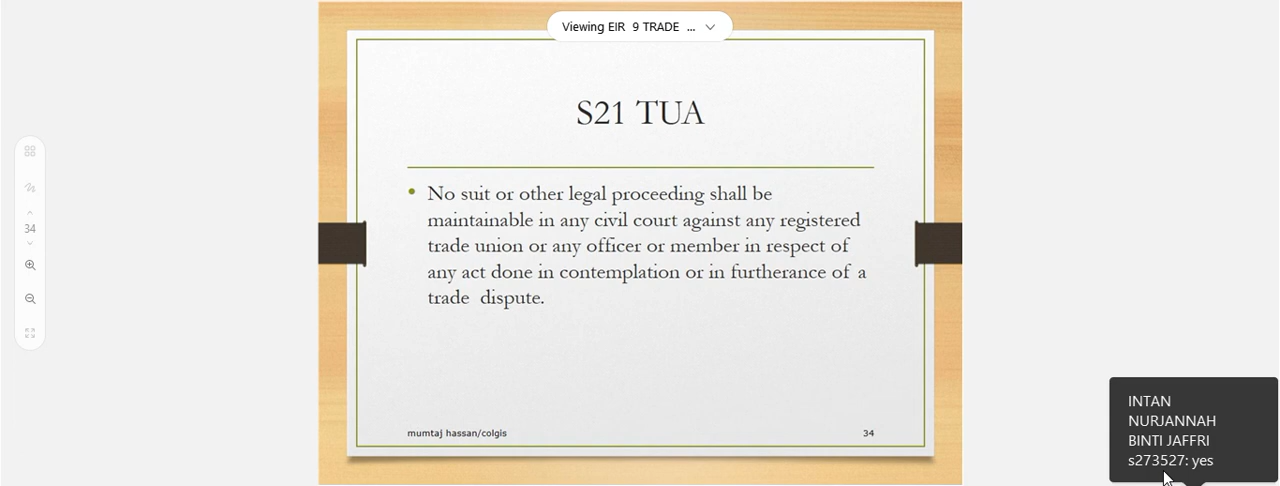 Viewing EIR 9 TRADE ...
S21 TUA
• No suit or other legal proceeding shall be
maintainable in any civil court against any registered
trade union or any officer or member in respect of
any act done in contemplation or in furtherance of a
trade dispute.
34
mumtaj hassan/colgis
34
INTAN
NURJANNAH
BINTI JAFFRI
s273527: yes